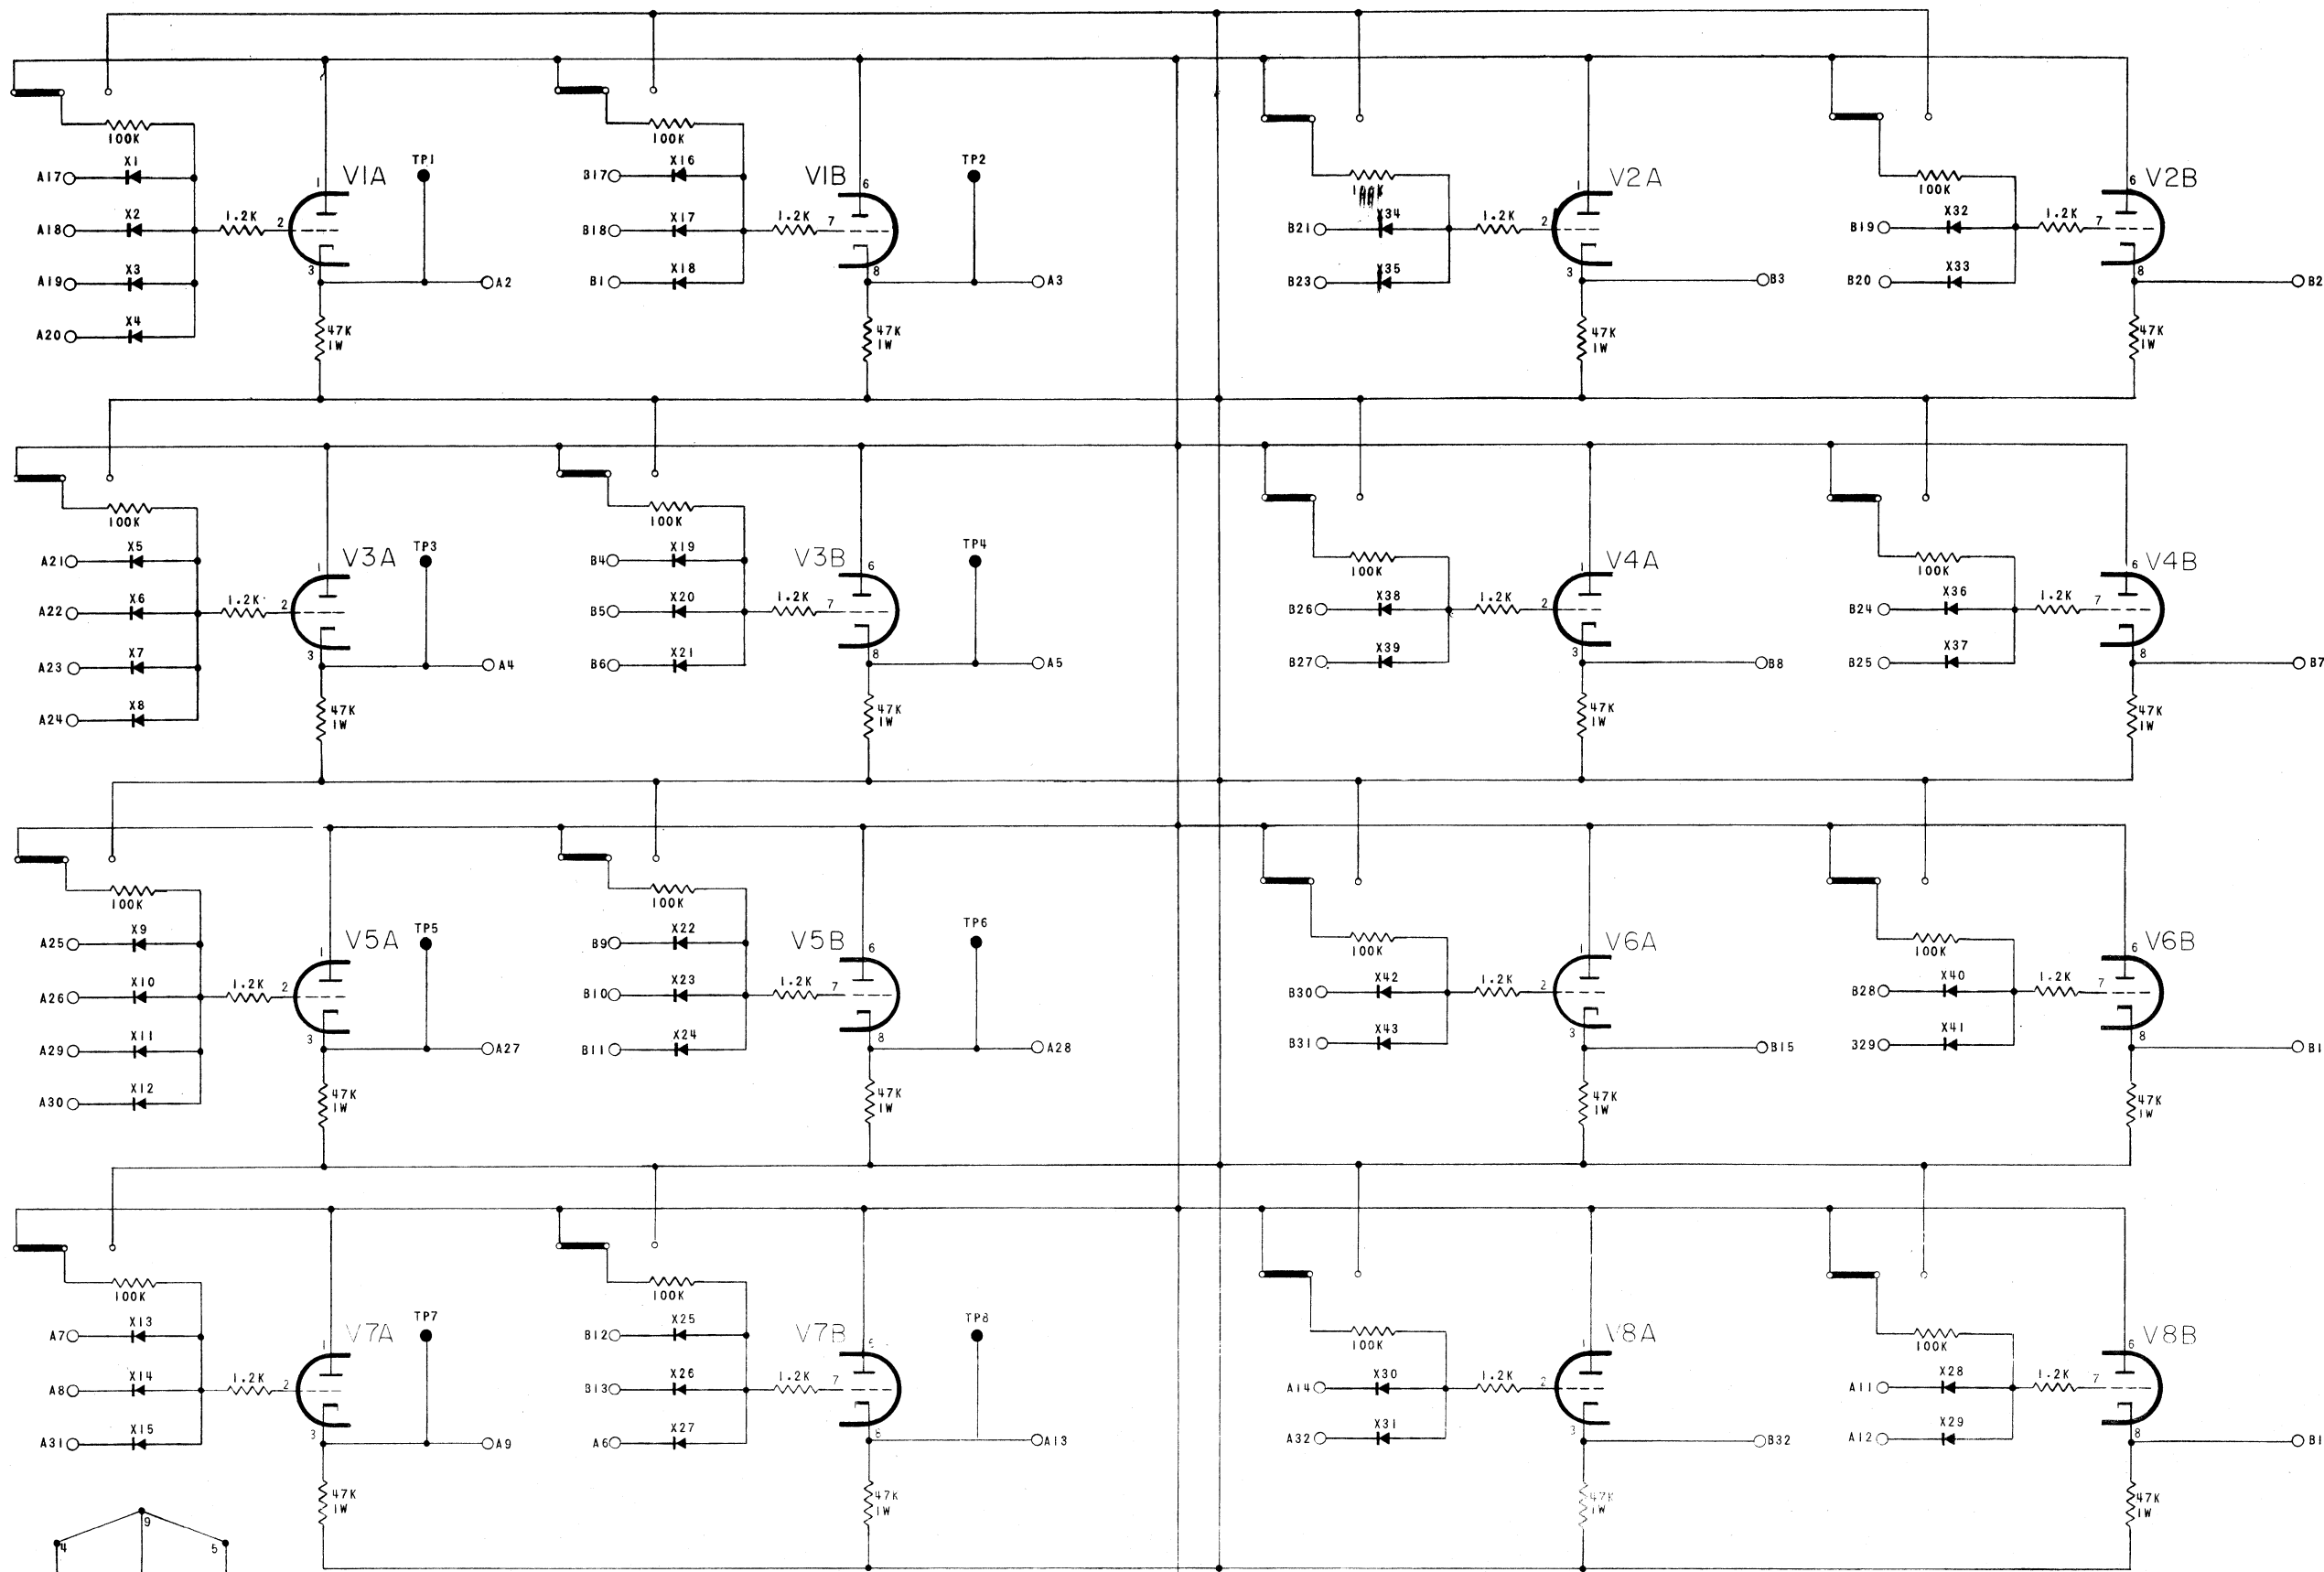 100K
X1
A17
V1A
TP1
1
X2
A18
1.2K
2
X3
A19
3
A2
X4
A20
47K
1W
100K
X16
B17
V1B
TP2
6
X17
B18
1.2K
7
X18
B1
8
A3
47K
1W
100K
V2A
1
X34
B21
1.2K
2
X35
B23
3
B3
47K
1W
100K
V2B
6
X32
B19
1.2K
7
X33
B20
8
B2
47K
1W
100K
X5
A21
V3A
TP3
1
X6
A22
1.2K
2
X7
A23
3
A4
X8
A24
47K
1W
100K
X19
B4
V3B
TP4
6
X20
B5
1.2K
7
X21
B6
8
A5
47K
1W
100K
V4A
1
X38
B26
1.2K
2
X39
B27
3
B8
47K
1W
100K
V4B
6
X36
B24
1.2K
7
X37
B25
8
B7
47K
1W
100K
X9
A25
V5A
TP5
1
X10
A26
1.2K
2
X11
A29
3
A27
X12
A30
47K
1W
100K
X22
B9
V5B
TP6
6
X23
B10
1.2K
7
X24
B11
8
A28
47K
1W
100K
V6A
1
X42
B30
1.2K
2
X43
B31
3
B15
47K
1W
100K
V6B
6
X40
B28
1.2K
7
X41
329
8
B1
47K
1W
100K
X13
A7
V7A
TP7
1
X14
A8
1.2K
2
X15
A31
3
A9
47K
1W
100K
X25
B12
V7B
TP8
X26
B13
1.2K
7
X27
A6
8
A13
47K
1W
100K
V8A
1
X30
A14
1.2K
2
X31
A32
3
B32
47K
1W
100K
V8B
6
X28
A11
1.2K
7
X29
A12
8
B1
47K
1W
9
4
5